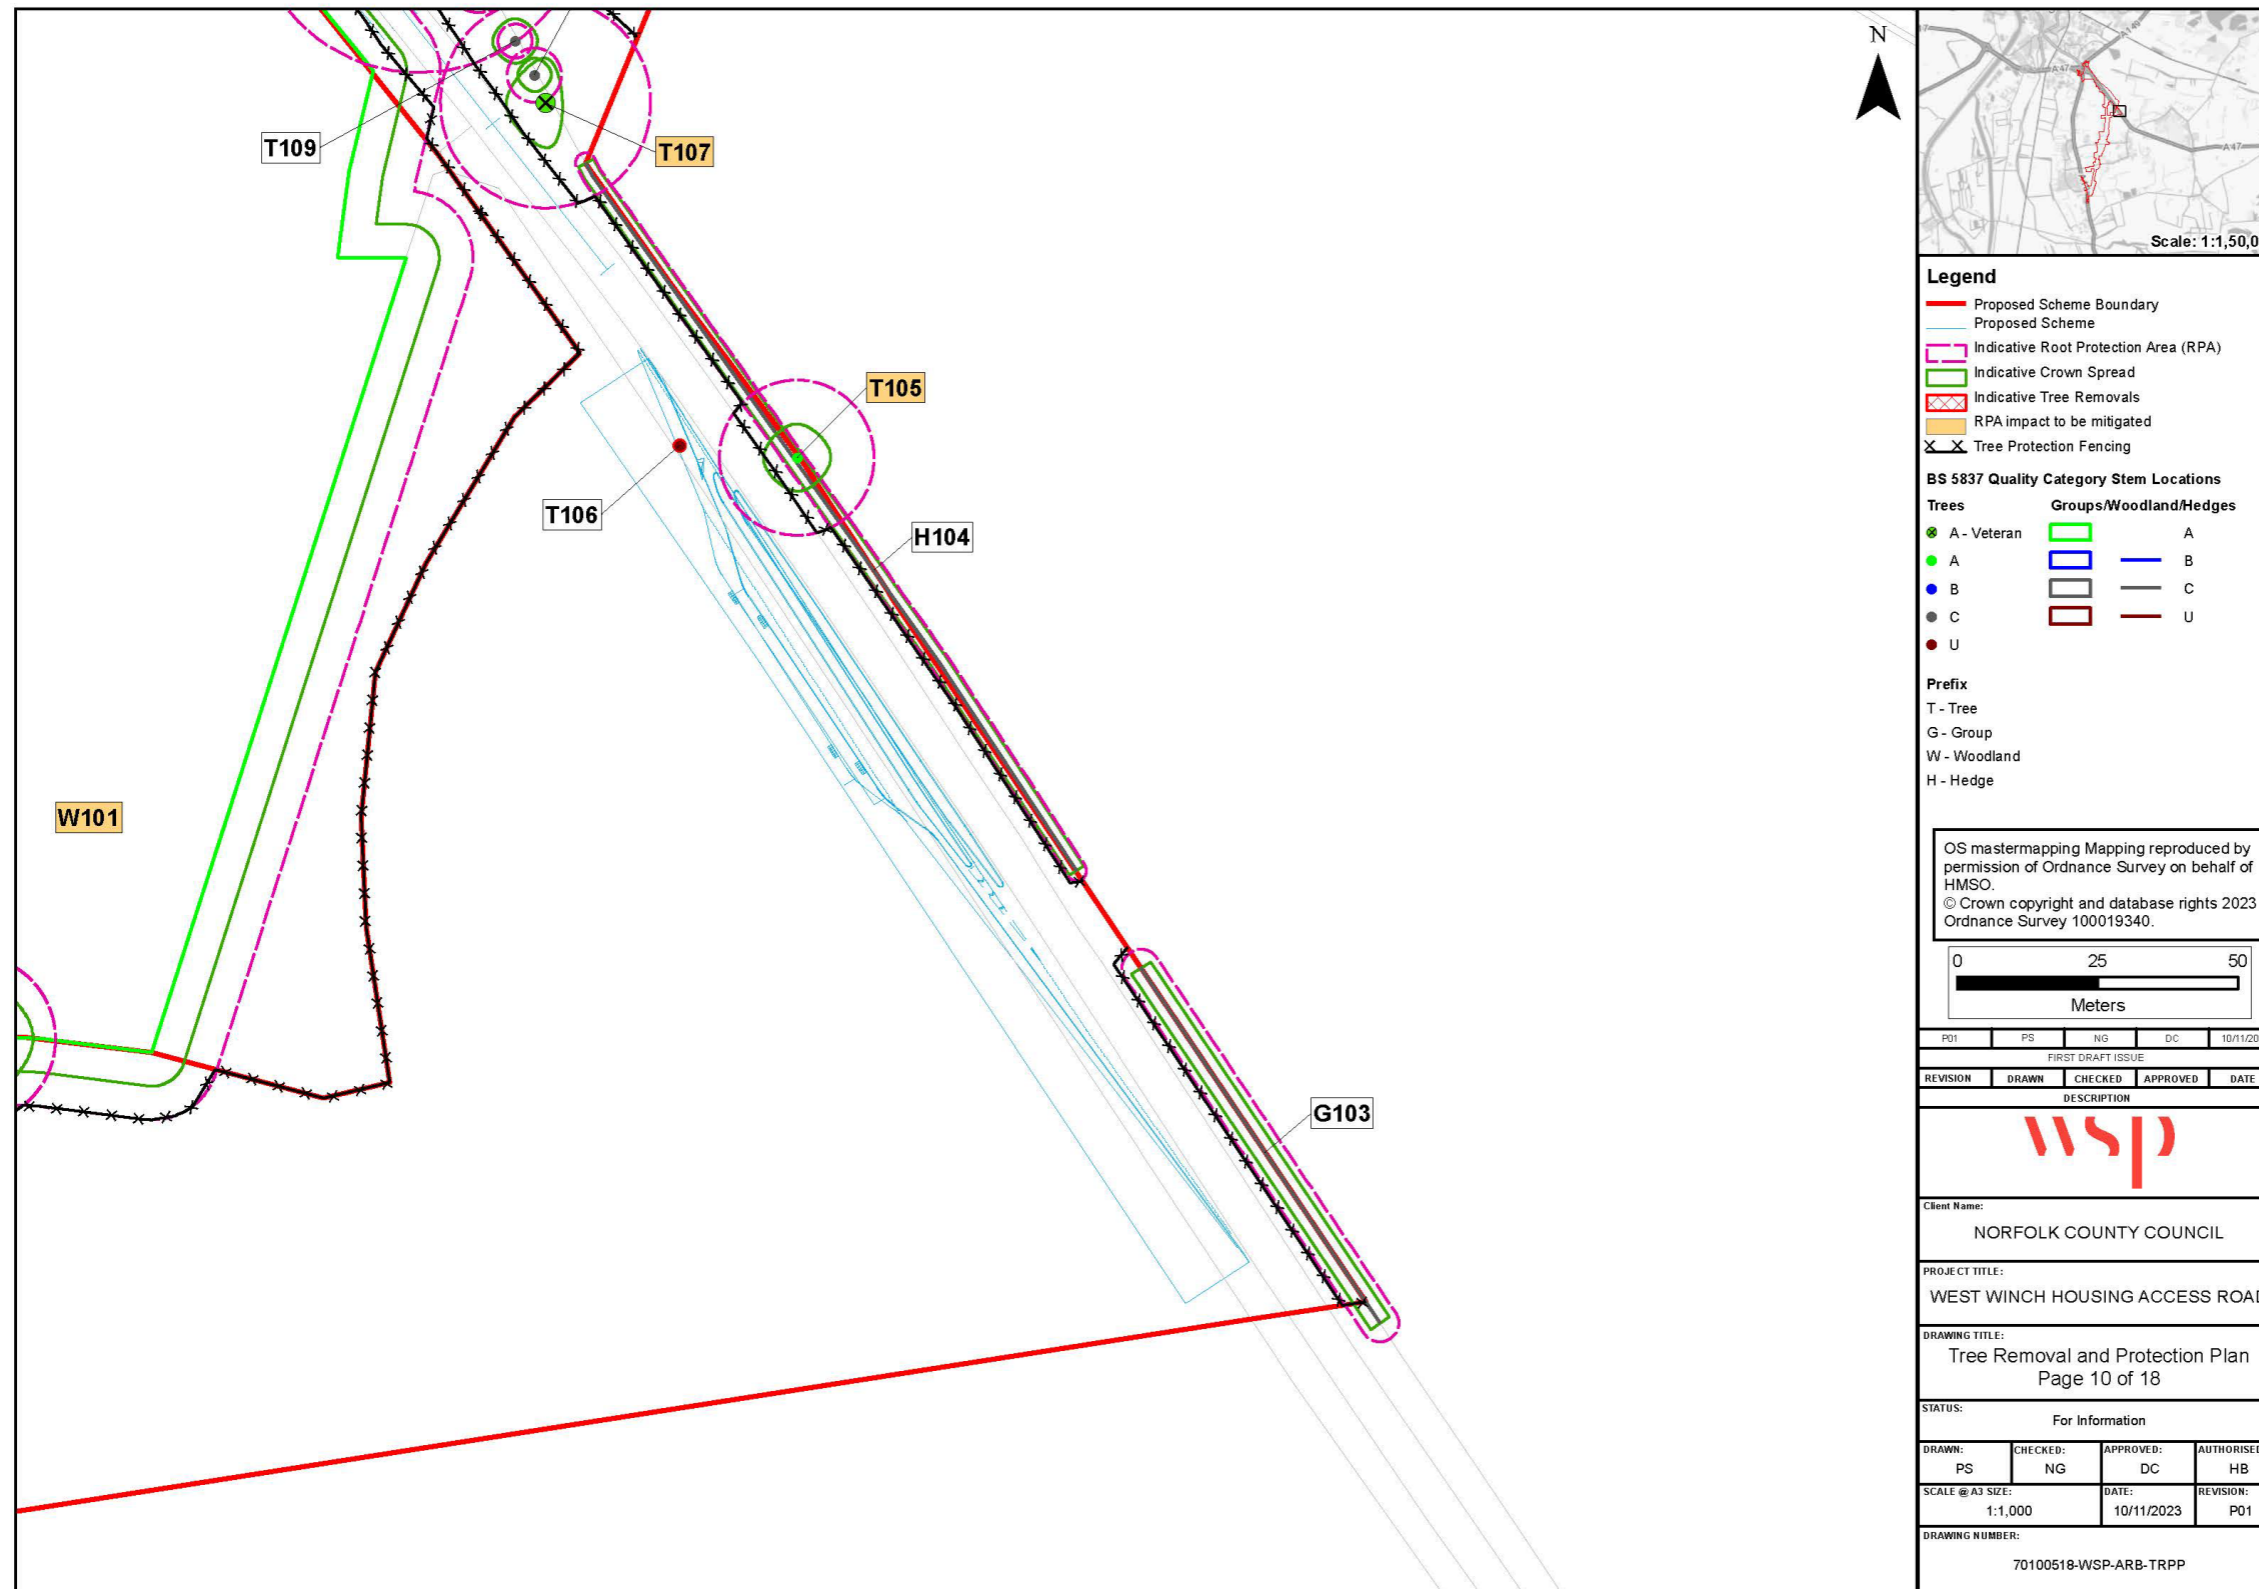 T109
T107
T105
T106
H104
W101
G103
N
A47
A149
A47
Scale: 1:1,50,0
Legend
Proposed Scheme Boundary
Proposed Scheme
Indicative Root Protection Area (RPA)
Indicative Crown Spread
Indicative Tree Removals
RPA impact to be mitigated
Tree Protection Fencing
BS 5837 Quality Category Stem Locations
Trees Groups/Woodland/Hedges
A - Veteran A
A B
B C
C U
U
Prefix
T - Tree
G - Group
W - Woodland
H - Hedge
OS mastermapping Mapping reproduced by
permission of Ordnance Survey on behalf of
HMSO.
© Crown copyright and database rights 2023
Ordnance Survey 100019340.
0 25 50
Meters
P01 PS NG DC 10/11/20
FIRST DRAFT ISSUE
REVISION DRAWN CHECKED APPROVED DATE
DESCRIPTION
wsp
Client Name:
NORFOLK COUNTY COUNCIL
PROJECT TITLE:
WEST WINCH HOUSING ACCESS ROAD
DRAWING TITLE:
Tree Removal and Protection Plan
Page 10 of 18
STATUS:
For Information
DRAWN: CHECKED: APPROVED: AUTHORISED
PS NG DC HB
SCALE @ A3 SIZE: DATE: REVISION:
1:1,000 10/11/2023 P01
DRAWING NUMBER:
70100518-WSP-ARB-TRPP